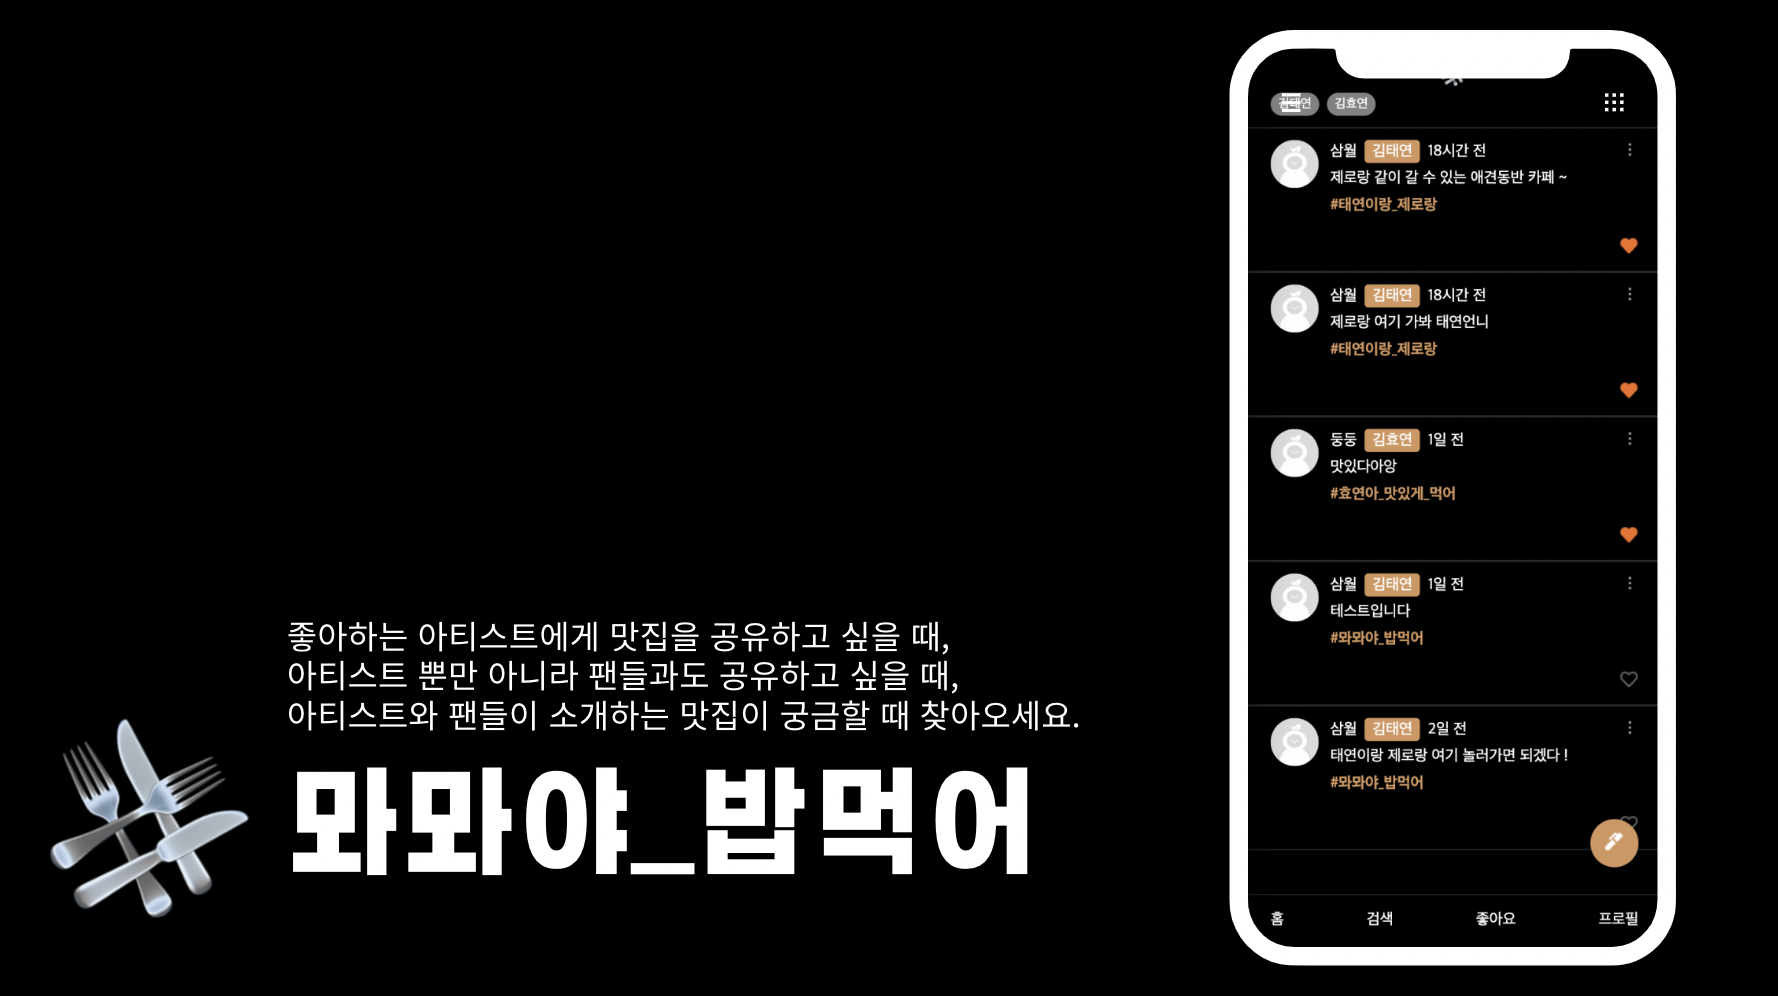 좋아하는 아티스트에게 맛집을 공유하고 싶을 때,
아티스트 뿐만 아니라 팬들과도 공유하고 싶을 때,
아티스트와 팬들이 소개하는 맛집이 궁금할 때 찾아오세요.
뫄뫄야_밥먹어
김태연 김효연
삼월 김태연 18시간 전
제로랑 같이 갈 수 있는 애견동반 카페 ~
#태연이랑_제로랑
삼월 김태연 18시간 전
제로랑 여기 가봐 태연언니
#태연이랑_제로랑
둥둥 김효연 1일 전
맛있다아앙
#효연아_맛있게_먹어
삼월 김태연 1일 전
테스트입니다
#뫄뫄야_밥먹어
삼월 김태연 2일 전
태연이랑 제로랑 여기 놀러가면 되겠다 !
#뫄뫄야_밥먹어
홈 검색 좋아요 프로필